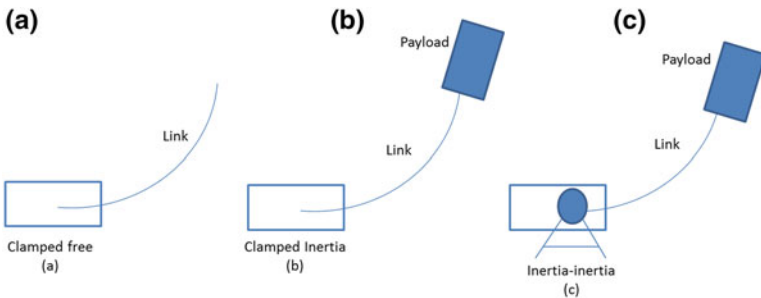 (a)
(b)
(c)
Payload
Payload
Link
Link
Link
Clamped free
(a)
Clamped Inertia
(b)
Inertia-inertia
(c)